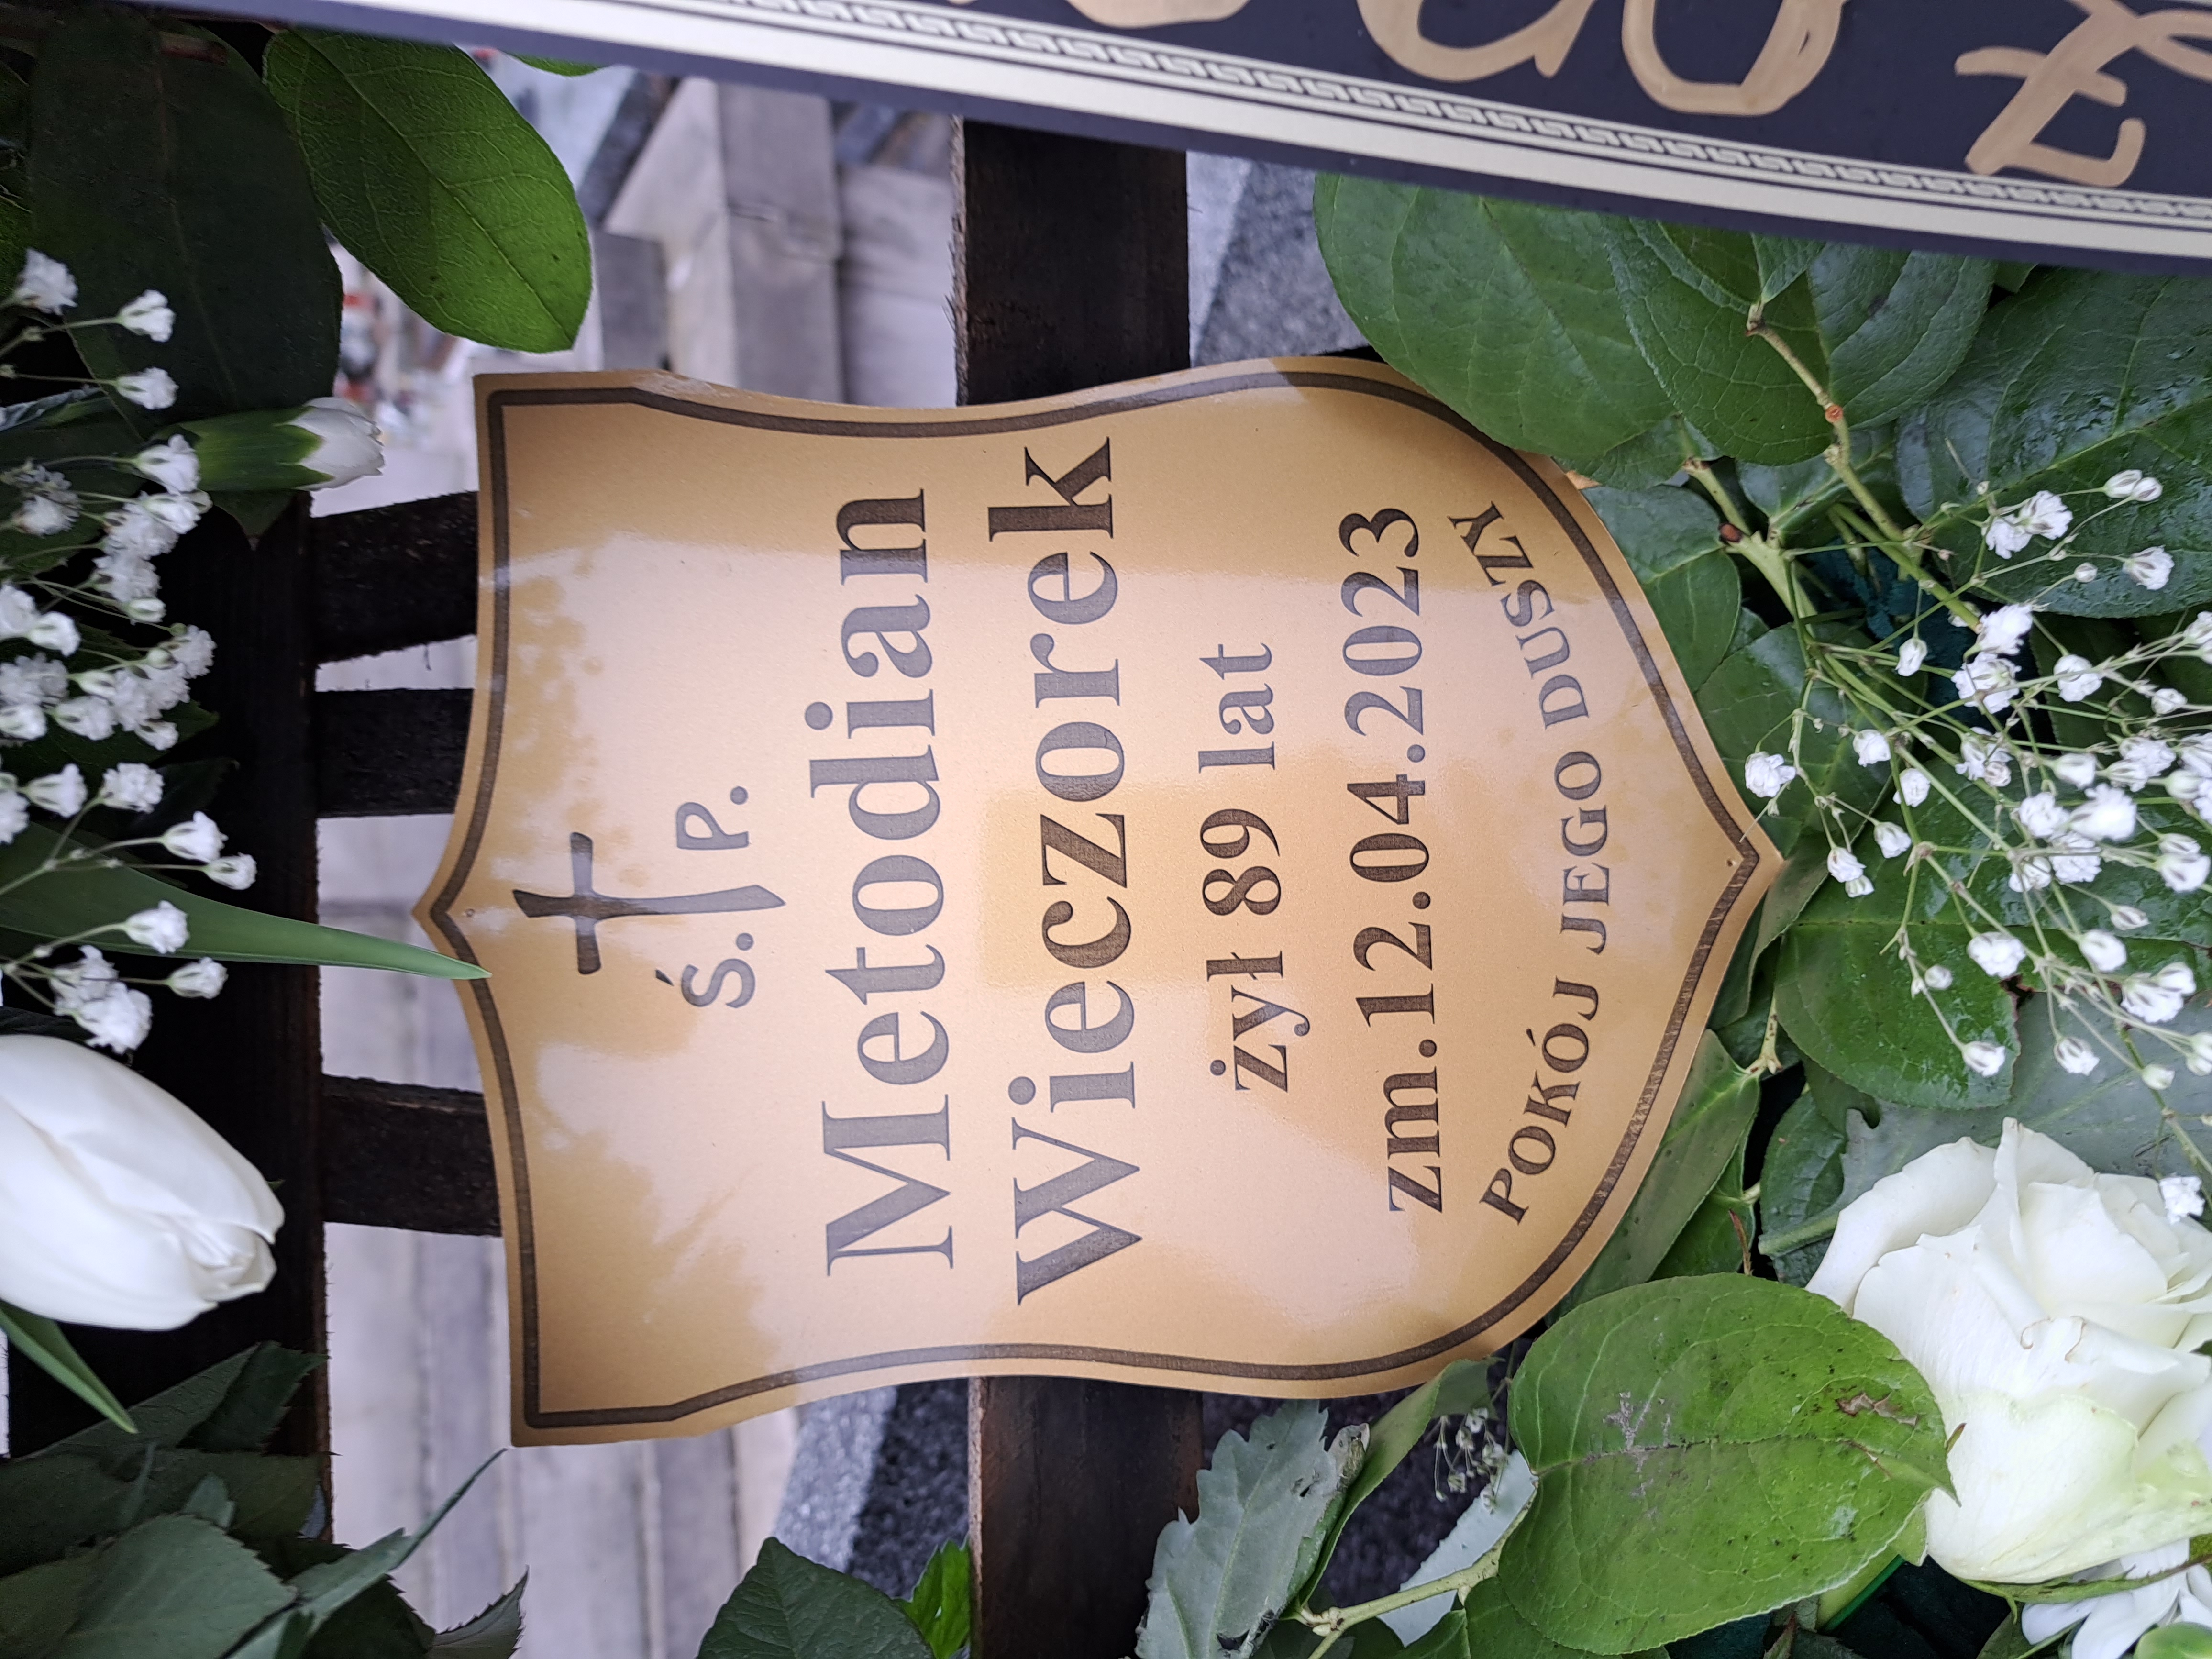 Ś. P.
Metodian
Wieczorek
żył 89 lat
zm.12.04.2023
POKÓJ JEGO DUSZY